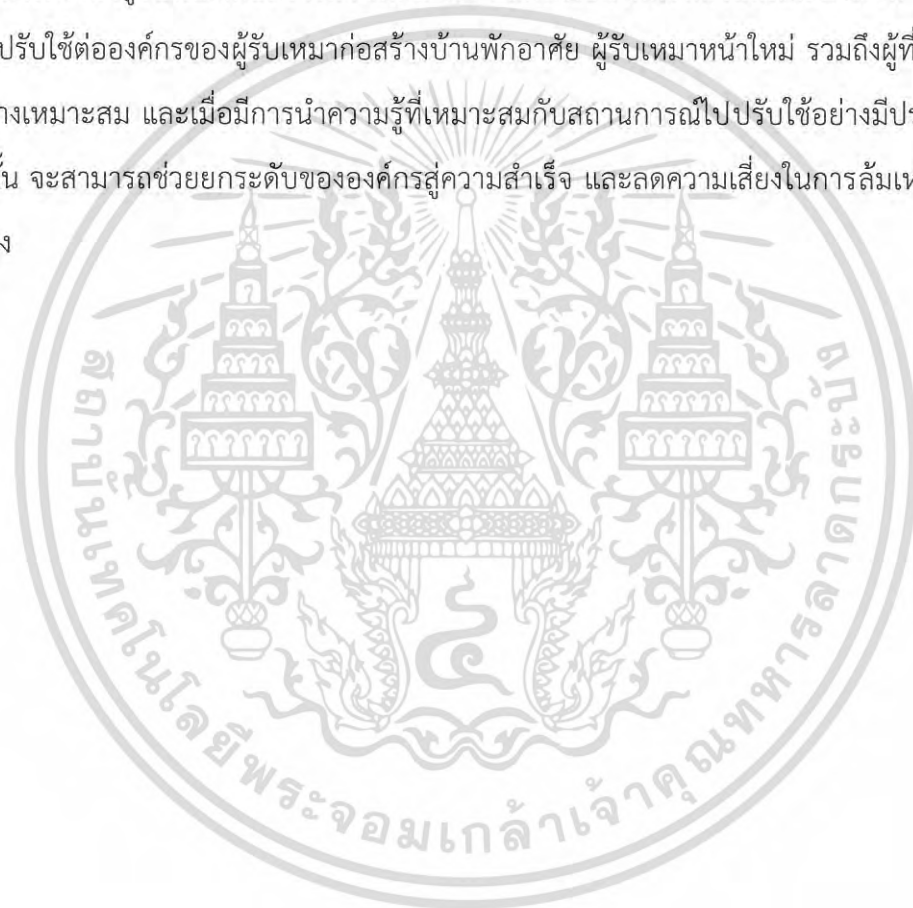 ปรับใช้ต่อองค์กรของผู้รับเหมาก่อสร้างบ้านพักอาศัย ผู้รับเหมาหน้าใหม่ รวมถึงผู้ที่
างเหมาะสม และเมื่อมีการนำความรู้ที่เหมาะสมกับสถานการณ์ไปปรับใช้อย่างมีประ
ั้น จะสามารถช่วยยกระดับขององค์กรสู่ความสำเร็จ และลดความเสี่ยงในการล้มเห
ง
สถาบันเทคโนโลยีพระจอมเกล้าเจ้าคุณทหารลาดกระบัง
๔